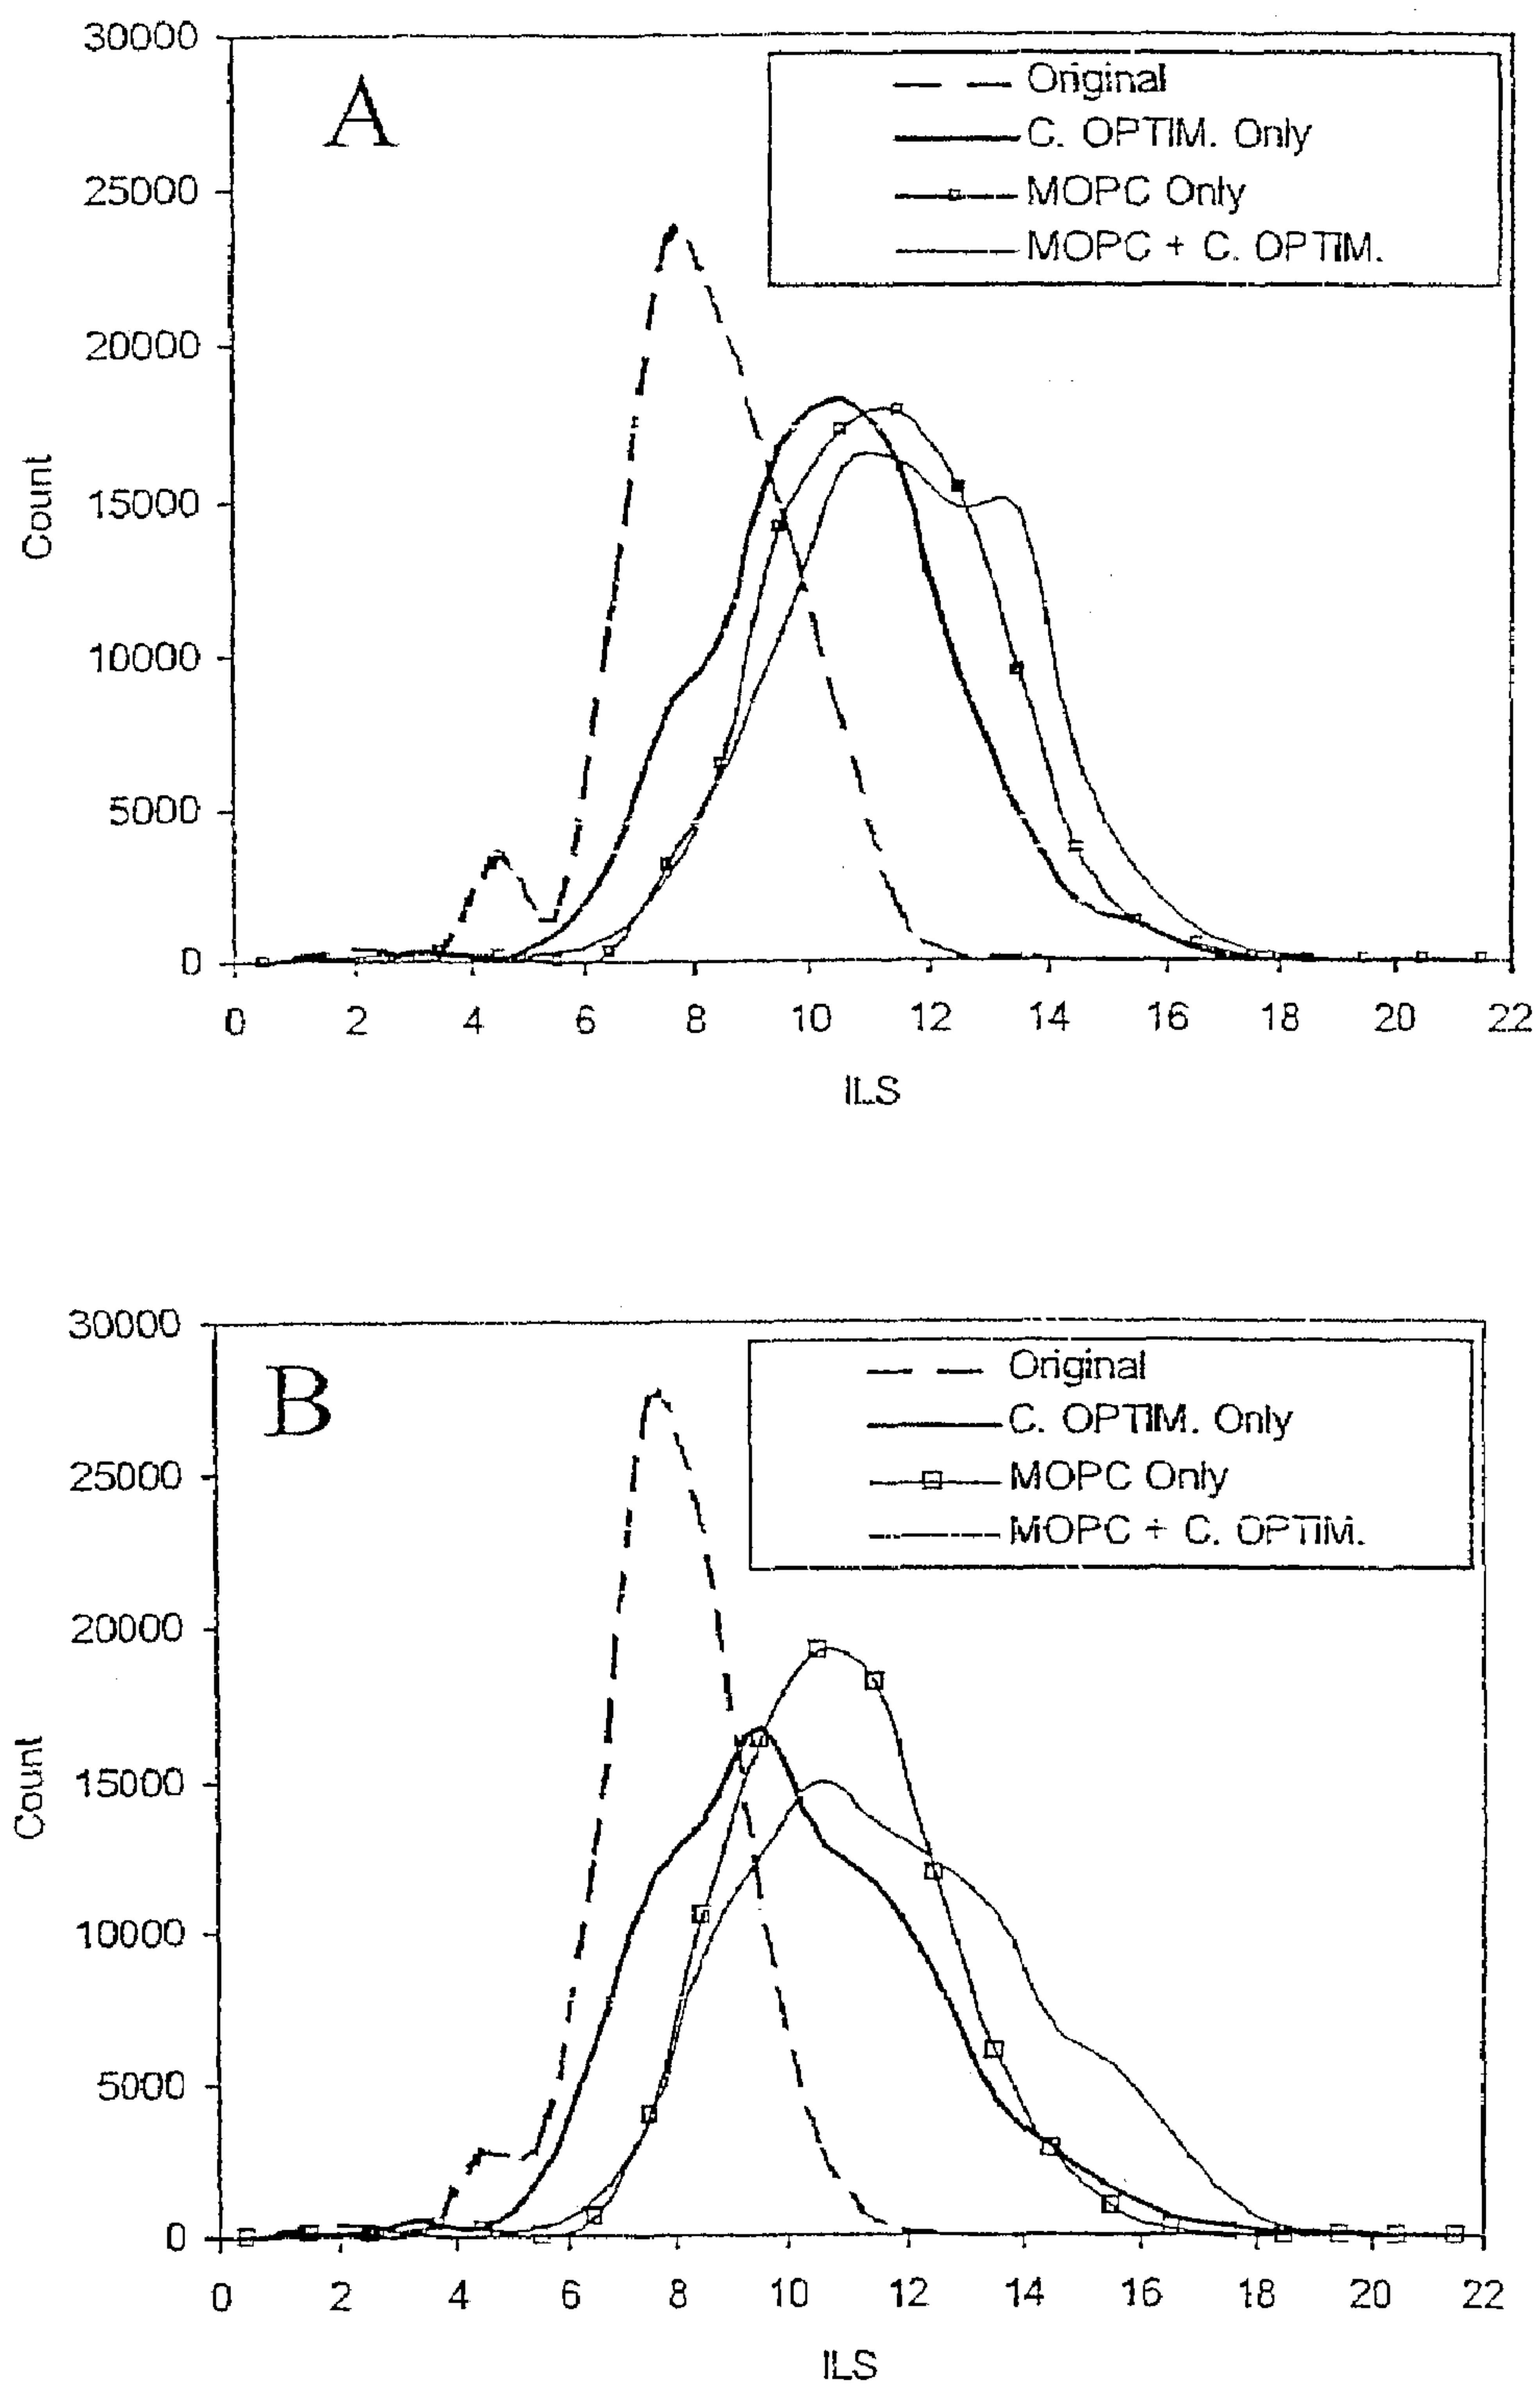 30000
A
Original
C. OPTIM. Only
MOPC Only
MOPC + C. OPTIM.
25000
20000
15000
10000
5000
0
Count
0 2 4 6 8 10 12 14 16 18 20 22
ILS
30000
B
Original
C. OPTIM. Only
MOPC Only
MOPC + C. OPTIM.
25000
20000
15000
10000
5000
0
Count
0 2 4 6 8 10 12 14 16 18 20 22
ILS